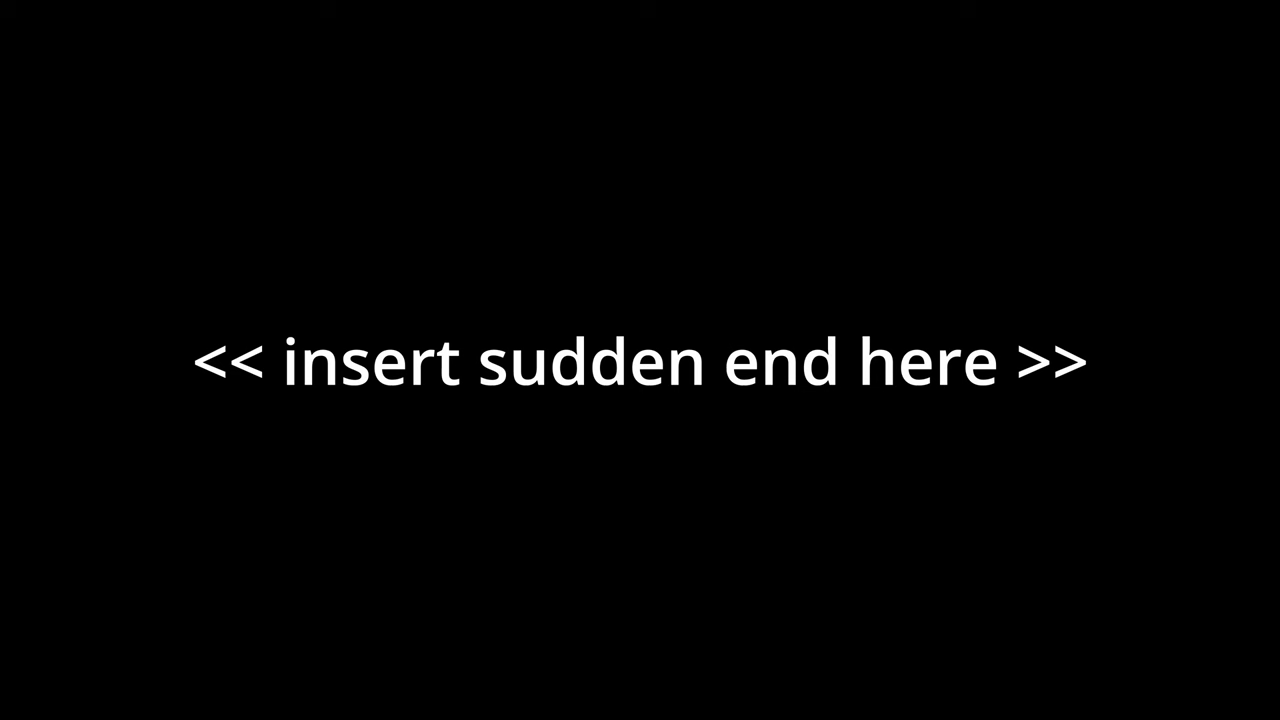 << insert sudden end here >>